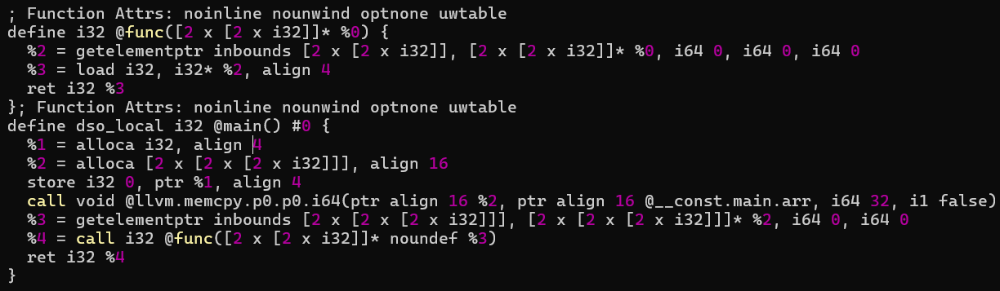 ; Function Attrs: noinline nounwind optnone uwtable
define i32 @func([2 x [2 x i32]]* %0) {
  %2 = getelementptr inbounds [2 x [2 x i32]], [2 x [2 x i32]]* %0, i64 0, i64 0, i64 0
  %3 = load i32, i32* %2, align 4
  ret i32 %3
}; Function Attrs: noinline nounwind optnone uwtable
define dso_local i32 @main() #0 {
  %1 = alloca i32, align 4
  %2 = alloca [2 x [2 x [2 x i32]]], align 16
  store i32 0, ptr %1, align 4
  call void @llvm.memcpy.p0.p0.i64(ptr align 16 %2, ptr align 16 @__const.main.arr, i64 32, i1 false)
  %3 = getelementptr inbounds [2 x [2 x [2 x i32]]], [2 x [2 x [2 x i32]]]* %2, i64 0, i64 0
  %4 = call i32 @func([2 x [2 x i32]]* noundef %3)
  ret i32 %4
}